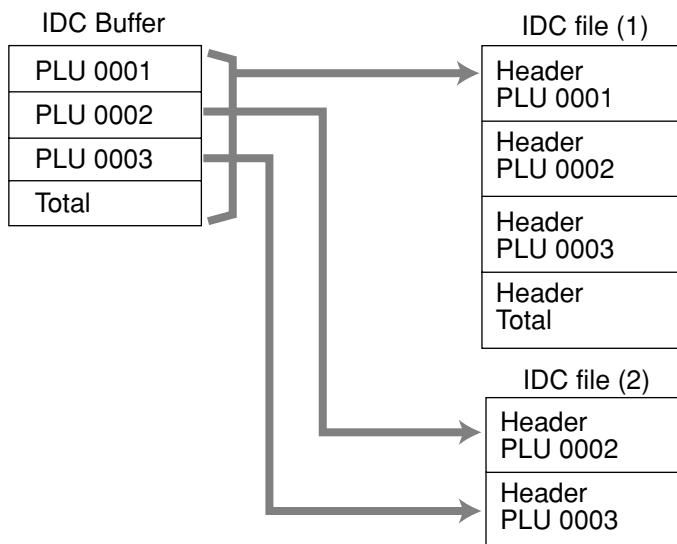 IDC Buffer
PLU 0001
PLU 0002
PLU 0003
Total
IDC file (1)
Header
PLU 0001
Header
PLU 0002
Header
PLU 0003
Header
Total
IDC file (2)
Header
PLU 0002
Header
PLU 0003